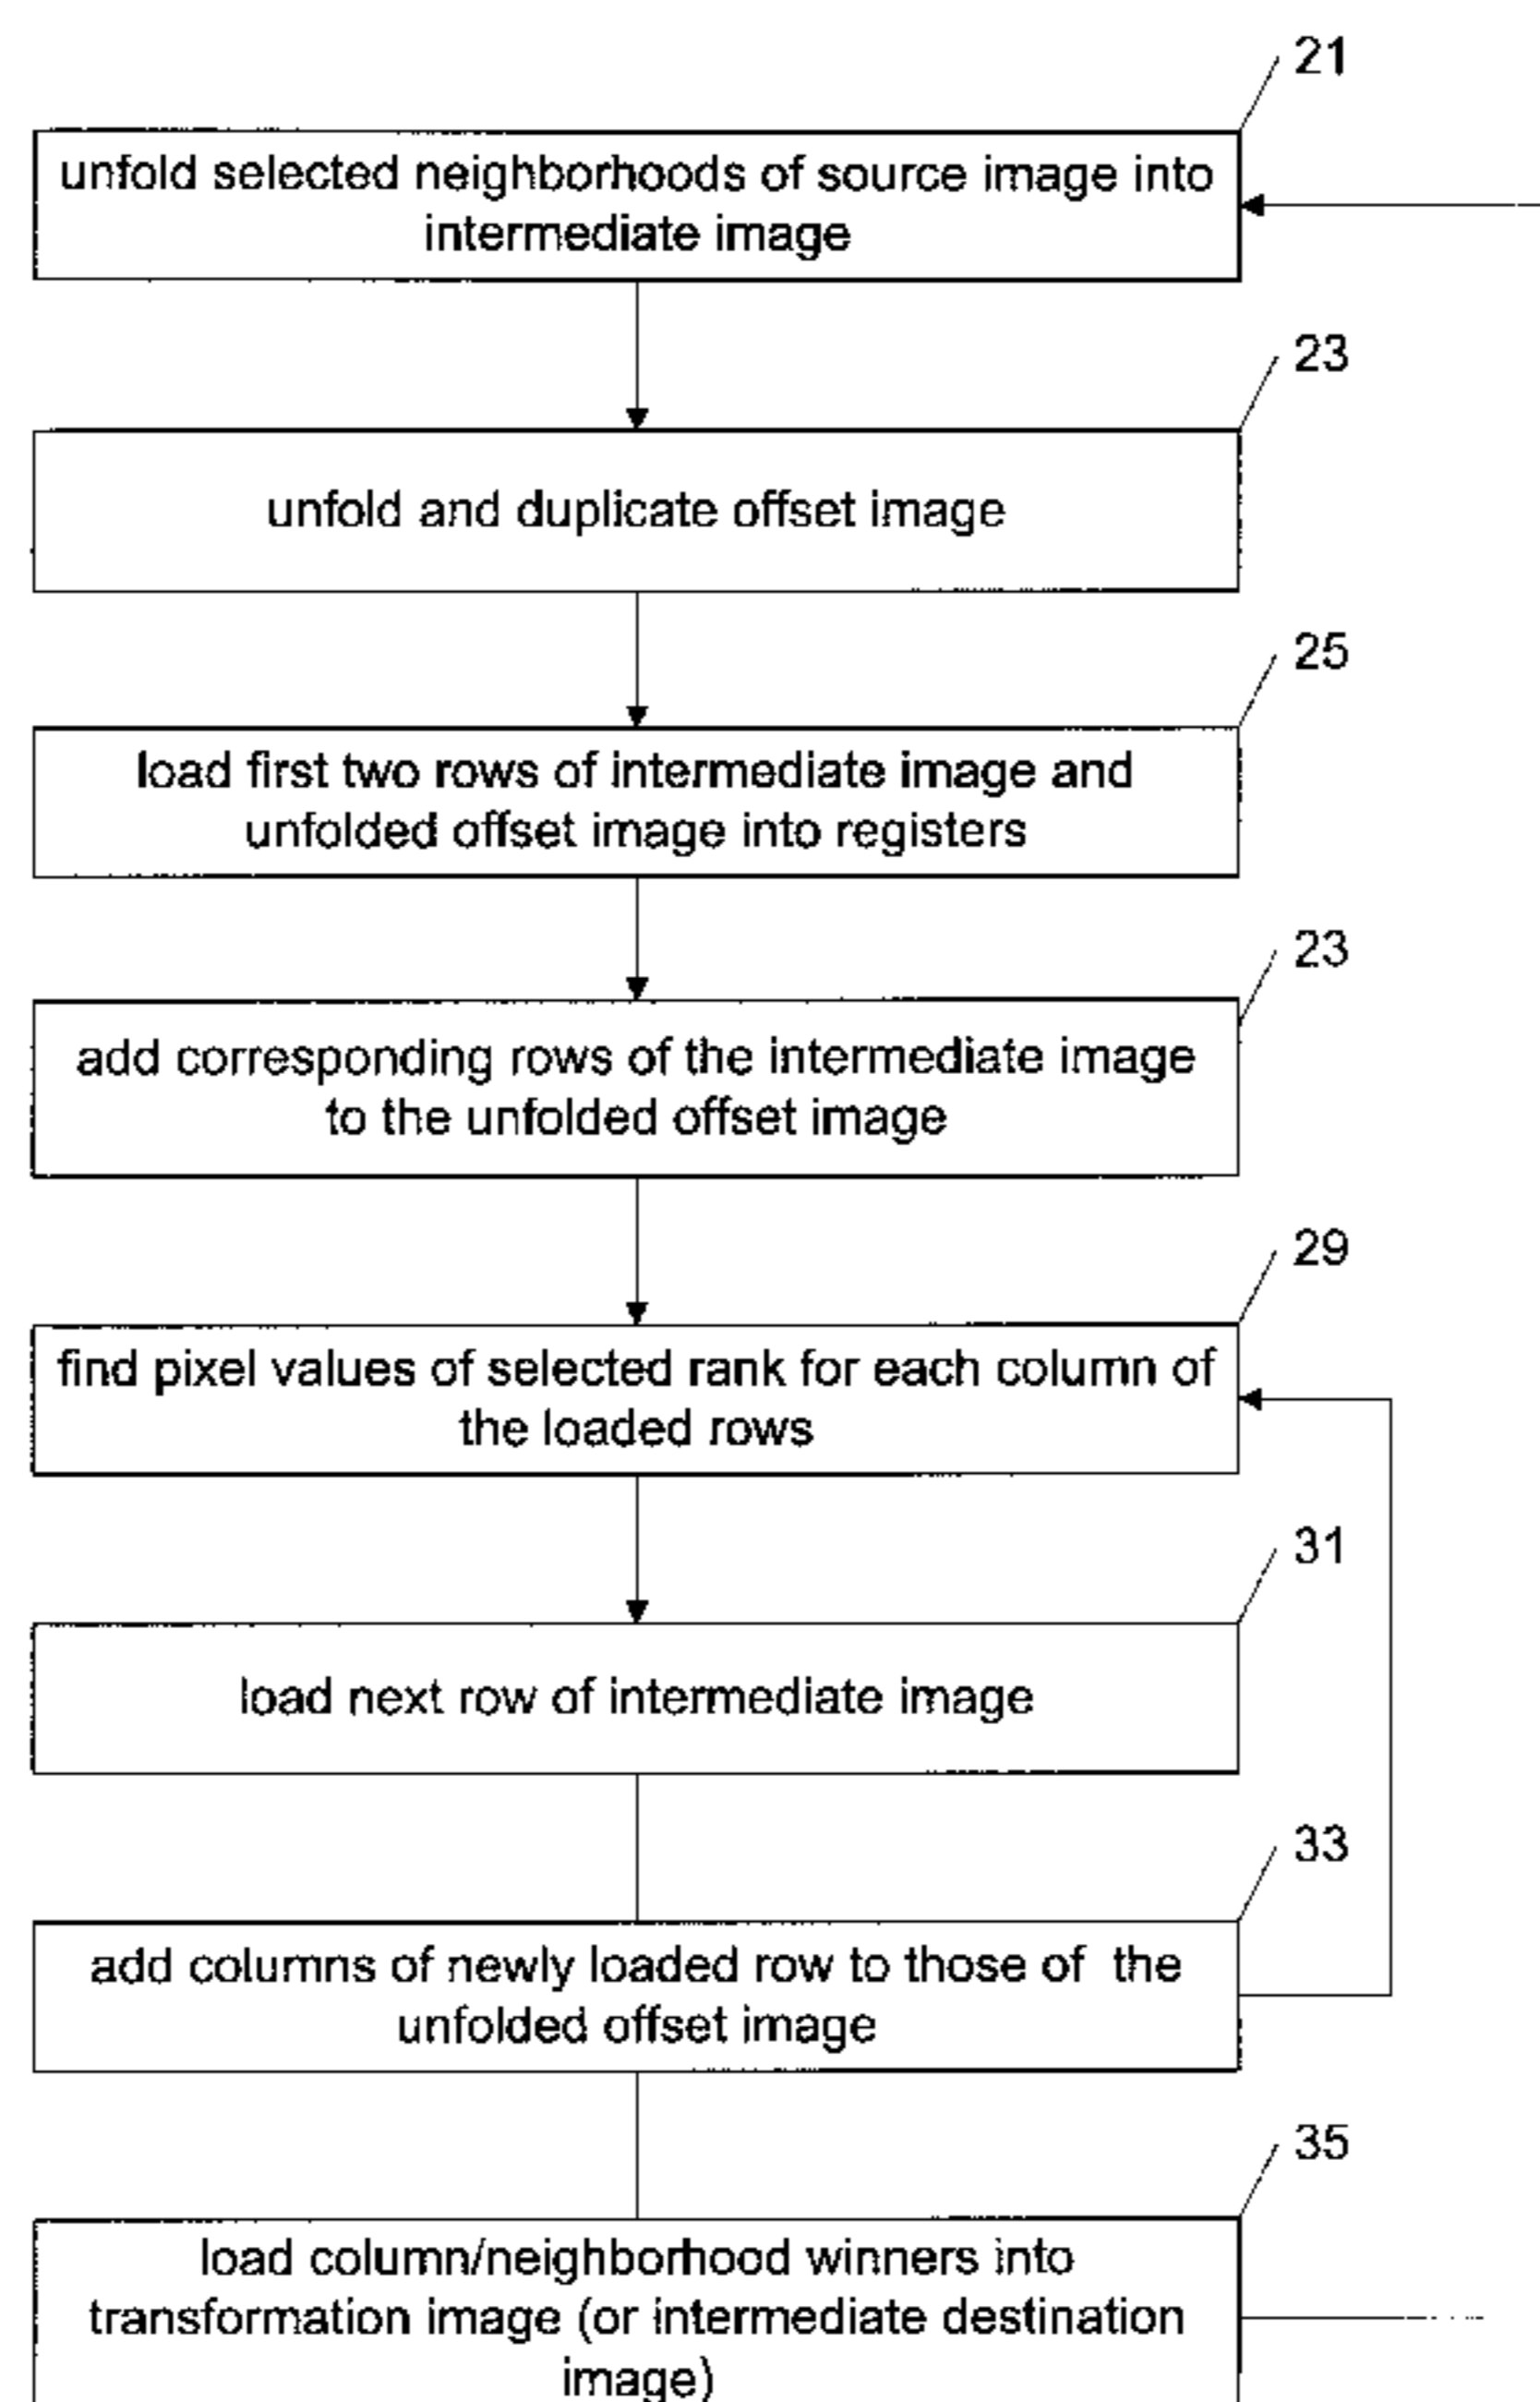 21
unfold selected neighborhoods of source image into
intermediate image
23
unfold and duplicate offset image
25
load first two rows of intermediate image and
unfolded offset image into registers
23
add corresponding rows of the intermediate image
to the unfolded offset image
29
find pixel values of selected rank for each column of
the loaded rows
31
load next row of intermediate image
33
add columns of newly loaded row to those of the
unfolded offset image
35
load column/neighborhood winners into
transformation image (or intermediate destination
image)